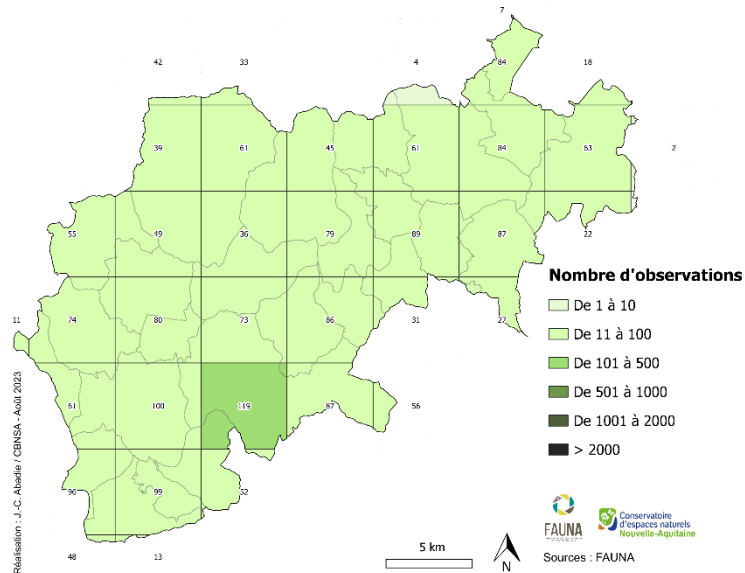 7
42 33 4 84 18
39 61 45 61 84 63 2
55 49 36 79 89 87 22
Nombre d'observations
De 1 à 10
De 11 à 100
De 101 à 500
De 501 à 1000
De 1001 à 2000
> 2000
11 74 80 73 86 31 27
61 100 119 87 56
96 99 52
48 13
Réalisation : J.-C. Abadie / CBNSA - Août 2023
5 km
N
FAUNA
Conservatoire
d'espaces naturels
Nouvelle-Aquitaine
Sources : FAUNA